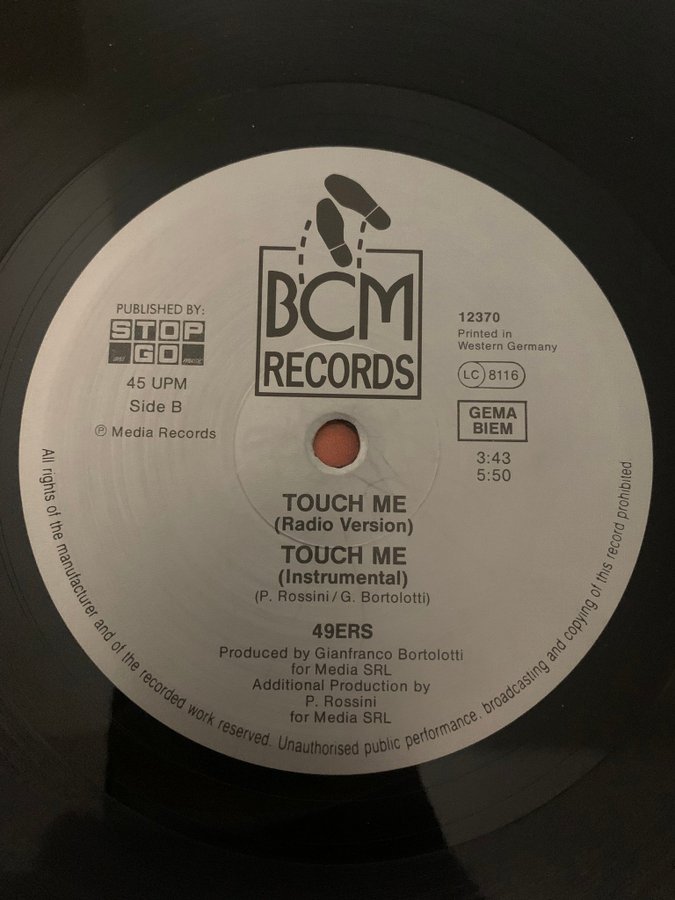 BCM
RECORDS
PUBLISHED BY:
STOP
GO
45 UPM
Side B
℗ Media Records
12370
Printed in
Western Germany
LC 8116
GEMA
BIEM
3:43
5:50
TOUCH ME
(Radio Version)
TOUCH ME
(Instrumental)
(P. Rossini / G. Bortolotti)
49ERS
Produced by Gianfranco Bortolotti
for Media SRL
Additional Production by
P. Rossini
for Media SRL
All rights of the manufacturer and of the recorded work reserved. Unauthorised public performance, broadcasting and copying of this record prohibited